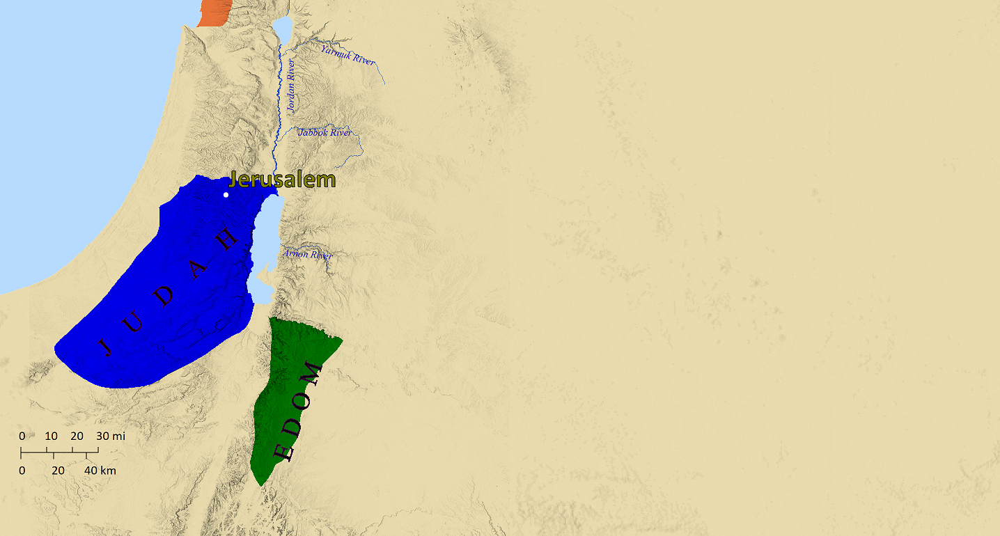 Yarmuk River
Jordan River
Jabbok River
Jerusalem
Arnon River
JUDAH
EDOM
0 10 20 30 mi
0 20 40 km